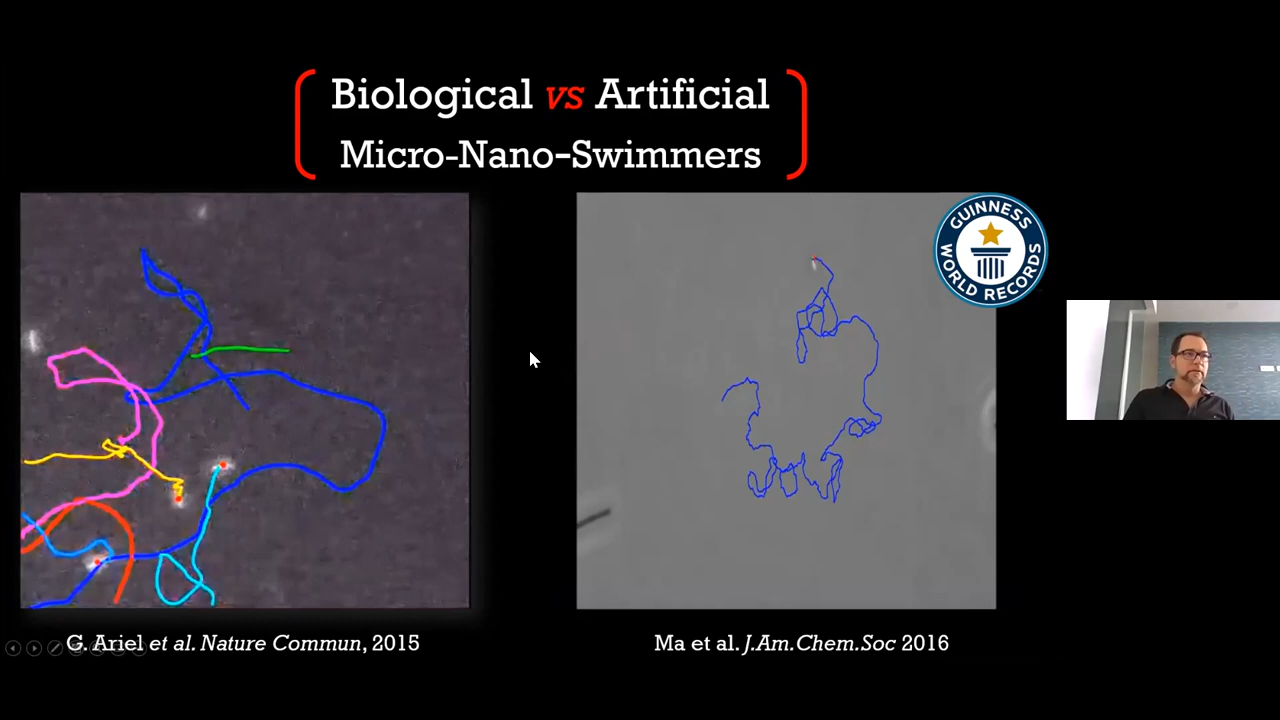 Biological vs Artificial
Micro-Nano-Swimmers
GUINNESS
WORLD RECORDS
G. Ariel et al. Nature Commun, 2015
Ma et al. J.Am.Chem.Soc 2016